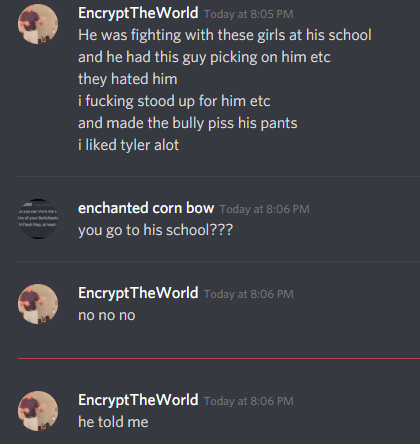 EncryptTheWorld Today at 8:05 PM
He was fighting with these girls at his school
and he had this guy picking on him etc
they hated him
i fucking stood up for him etc
and made the bully piss his pants
i liked tyler alot
enchanted corn bow Today at 8:06 PM
you go to his school???
EncryptTheWorld Today at 8:06 PM
no no no
EncryptTheWorld Today at 8:06 PM
he told me